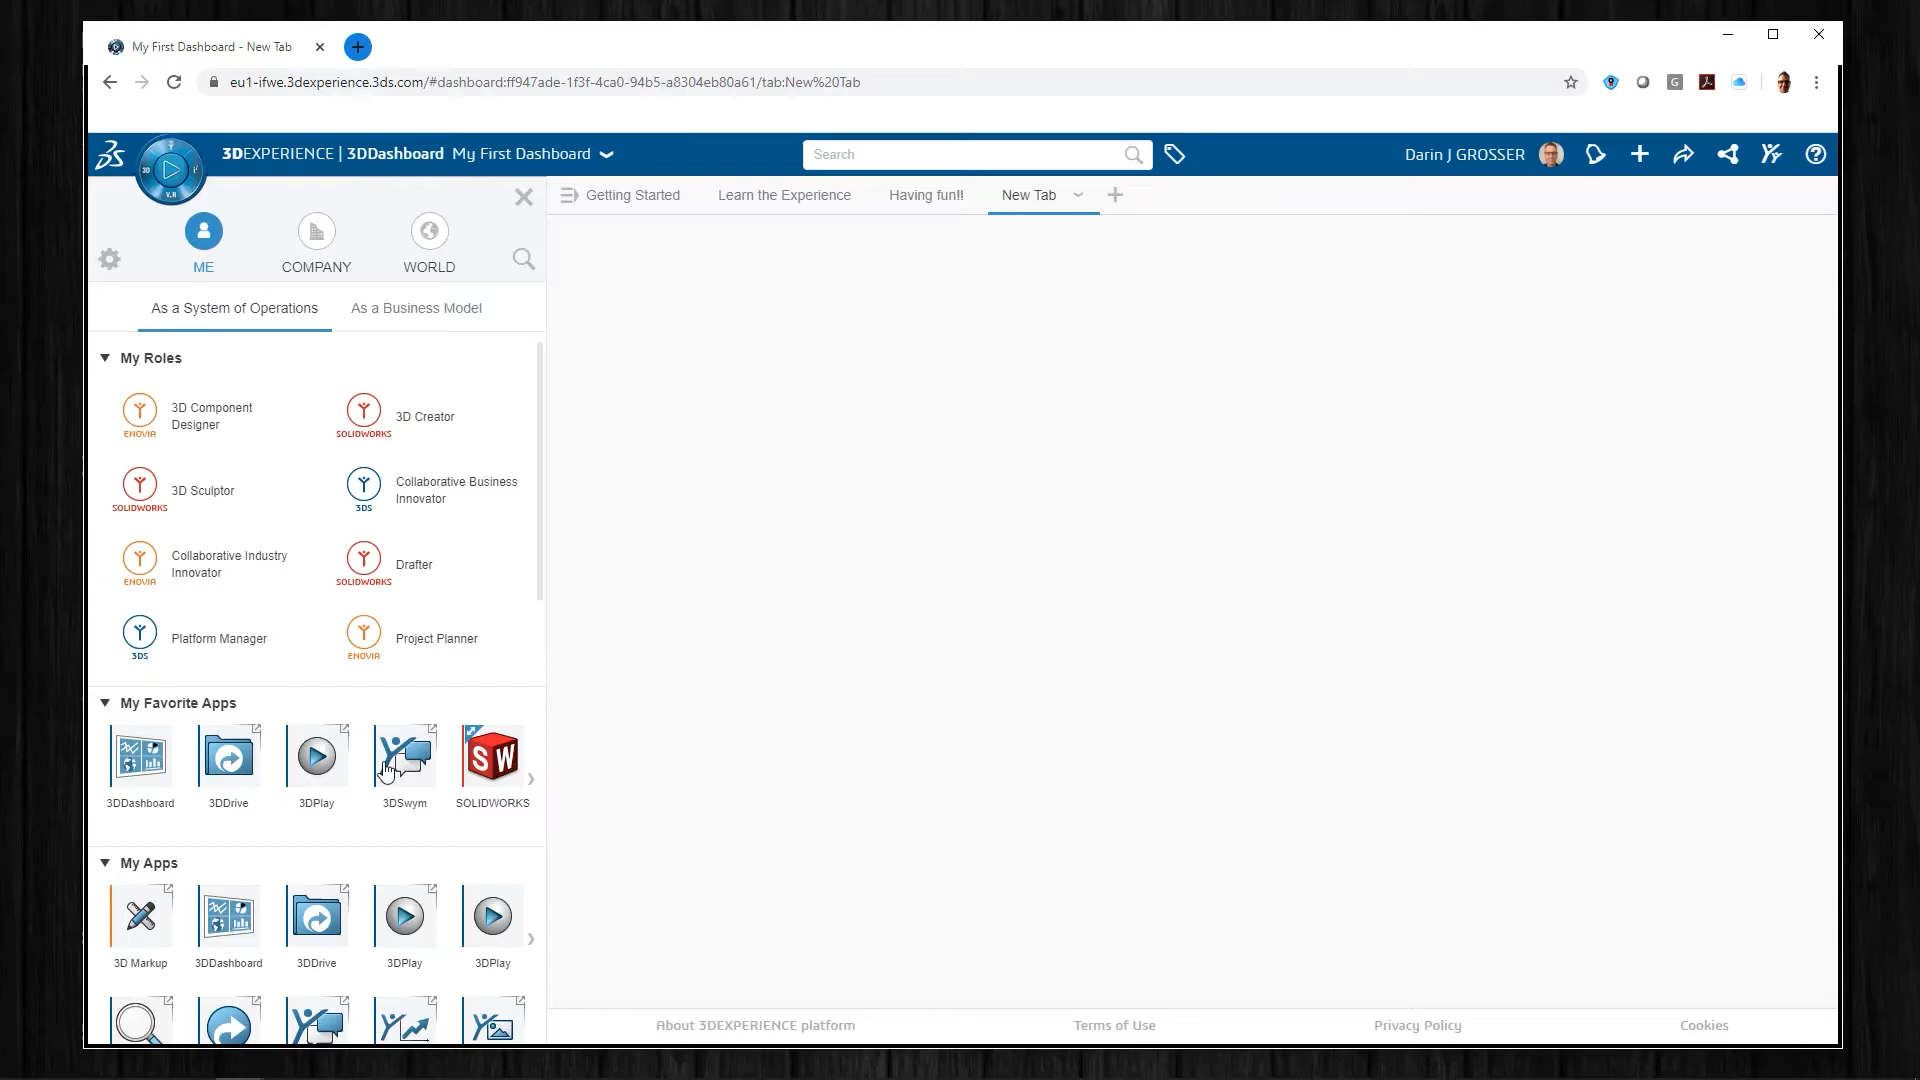 My First Dashboard - New Tab
eu1-ifwe.3dexperience.3ds.com/#dashboard:ff947ade-1f3f-4ca0-94b5-a8304eb80a61/tab:New%20Tab
G
3DEXPERIENCE | 3DDashboard My First Dashboard
Search
Darin J GROSSER
3D
V.R
Getting Started
Learn the Experience
Having fun!!
New Tab
ME
COMPANY
WORLD
As a System of Operations
As a Business Model
My Roles
3D Component
Designer
ENOVIA
3D Creator
SOLIDWORKS
3D Sculptor
SOLIDWORKS
Collaborative Business
Innovator
3DS
Collaborative Industry
Innovator
ENOVIA
Drafter
SOLIDWORKS
Platform Manager
3DS
Project Planner
ENOVIA
My Favorite Apps
SW
3DDashboard
3DDrive
3DPlay
3DSwym
SOLIDWORKS
My Apps
3D Markup
3DDashboard
3DDrive
3DPlay
3DPlay
About 3DEXPERIENCE platform
Terms of Use
Privacy Policy
Cookies